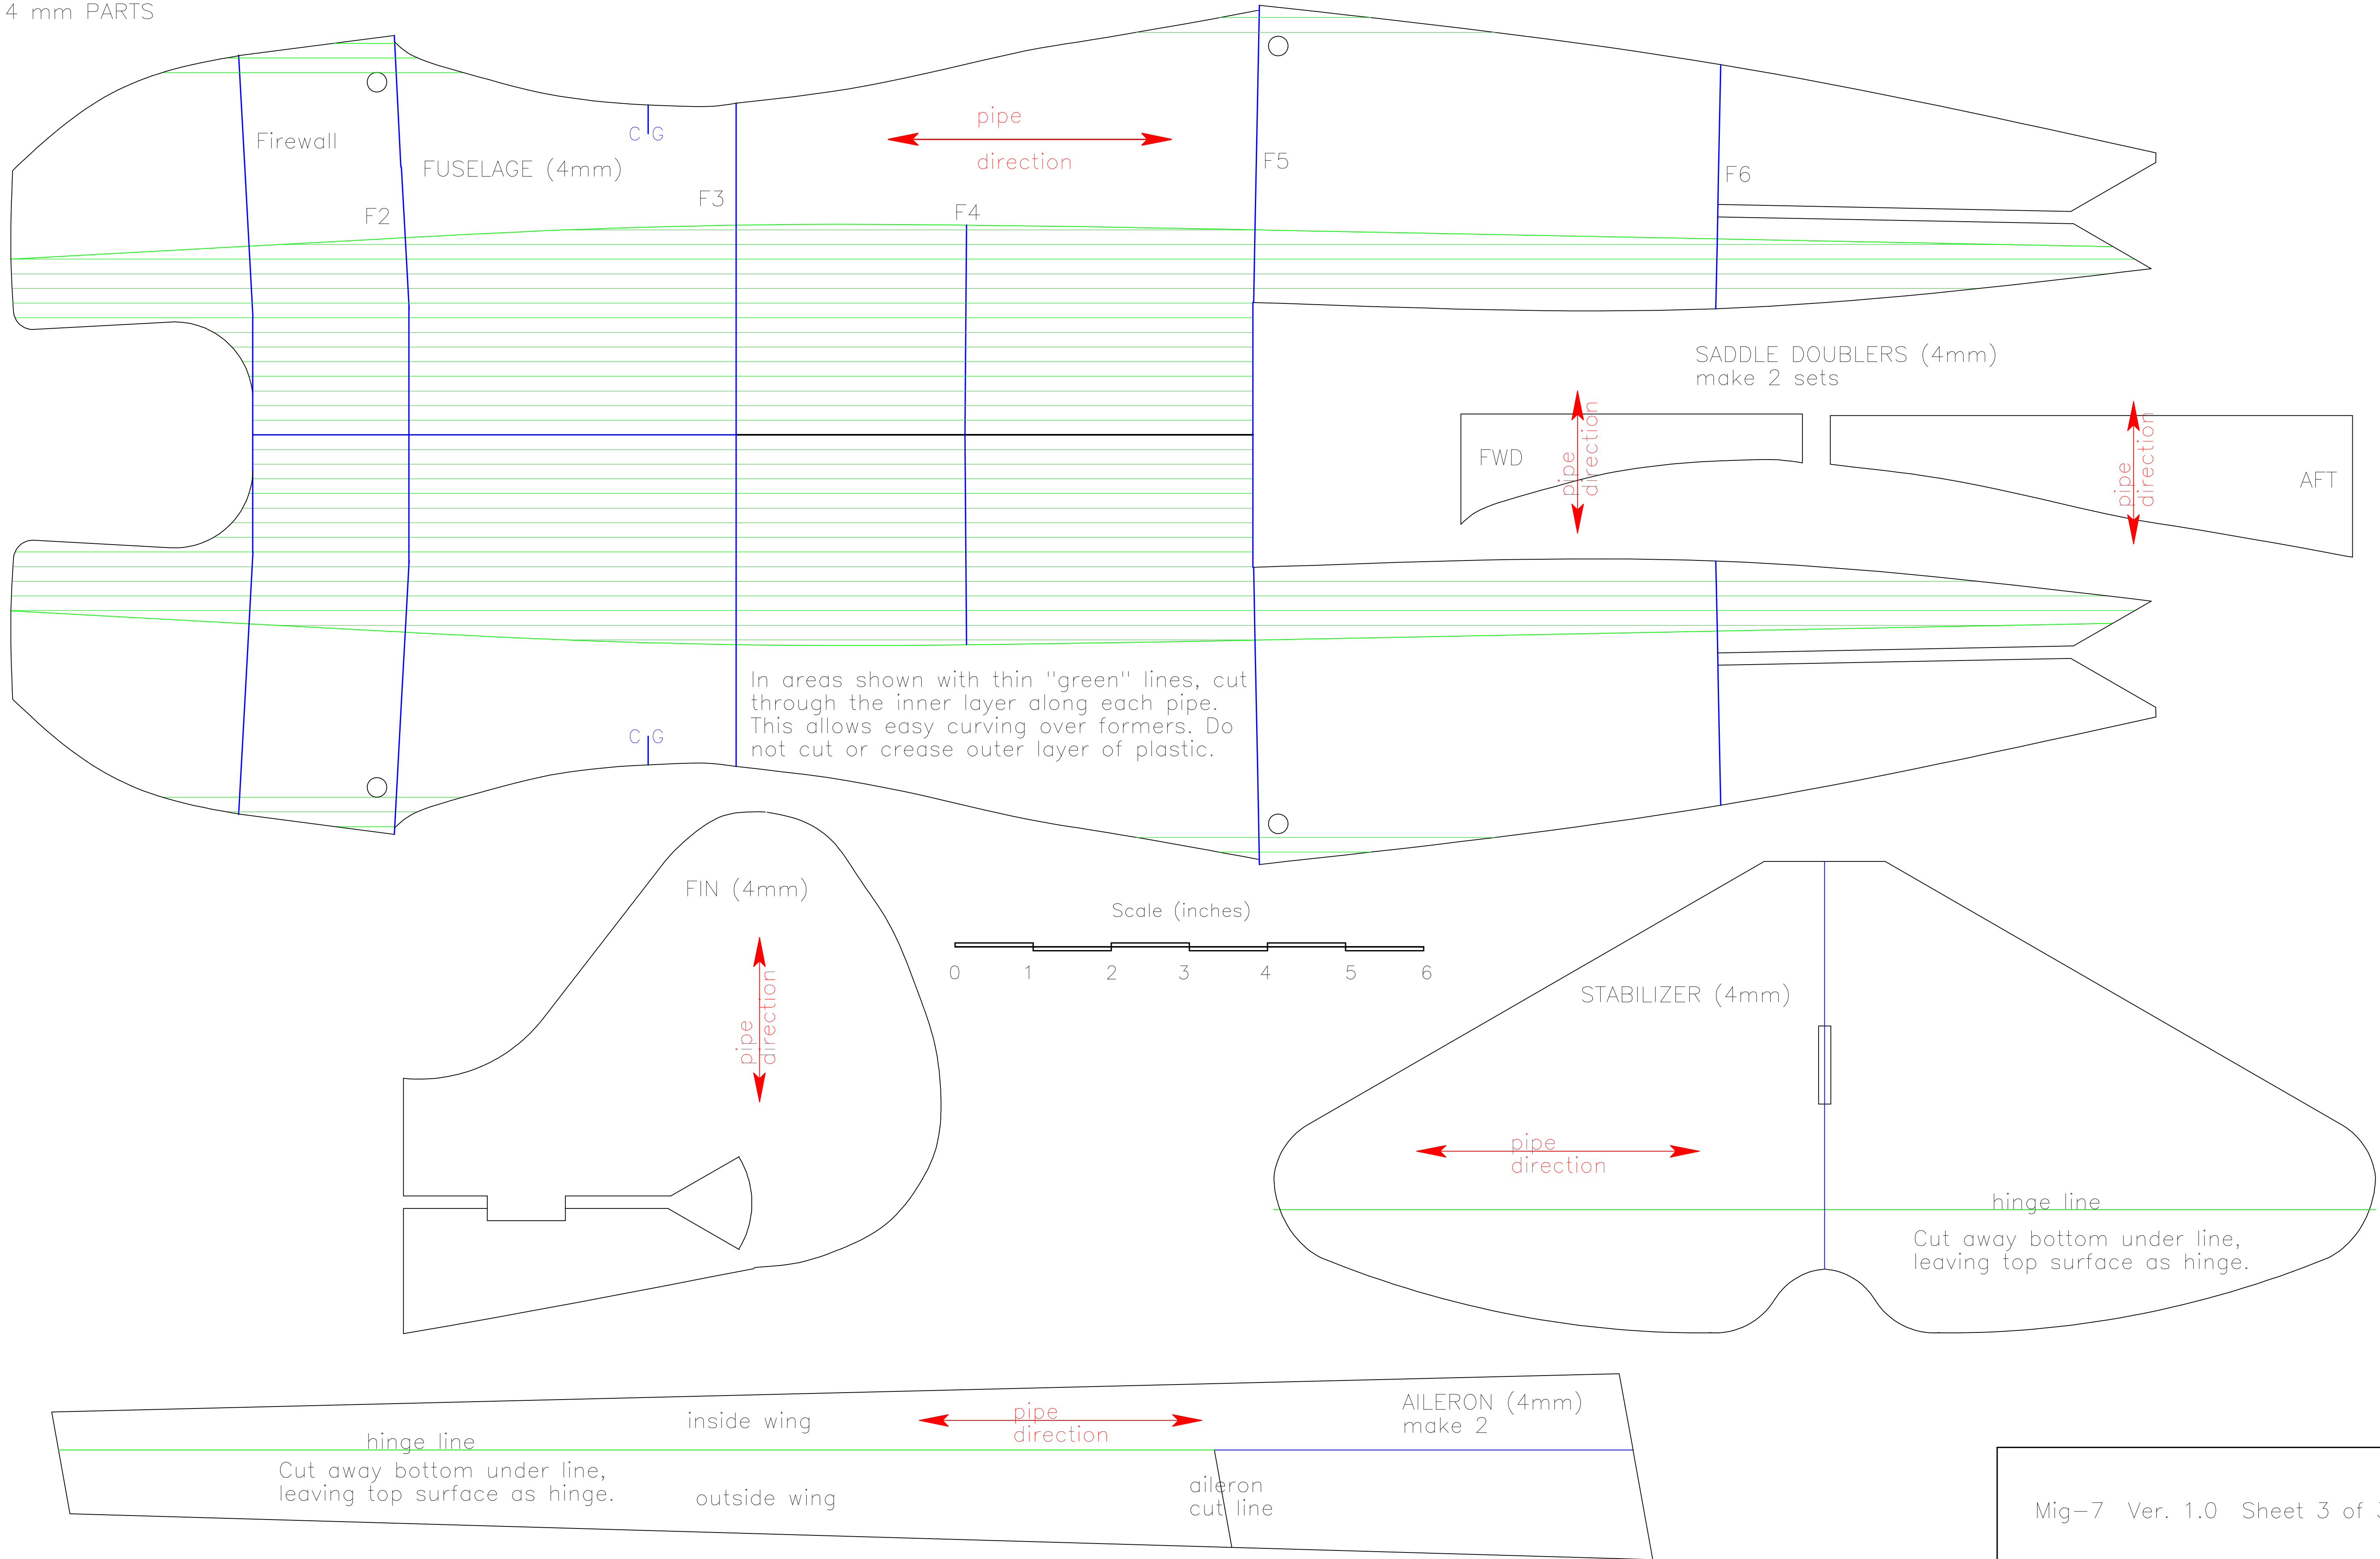 4 mm PARTS
Firewall
FUSELAGE (4mm)
C G
pipe
direction
F2
F3
F4
F5
F6
SADDLE DOUBLERS (4mm)
make 2 sets
FWD
pipe
direction
pipe
direction
AFT
In areas shown with thin "green" lines, cut
through the inner layer along each pipe.
This allows easy curving over formers. Do
not cut or crease outer layer of plastic.
C G
FIN (4mm)
pipe
direction
Scale (inches)
0 1 2 3 4 5 6
STABILIZER (4mm)
pipe
direction
hinge line
Cut away bottom under line,
leaving top surface as hinge.
AILERON (4mm)
make 2
inside wing
pipe
direction
hinge line
Cut away bottom under line,
leaving top surface as hinge.
outside wing
aileron
cut line
Mig-7 Ver. 1.0 Sheet 3 of